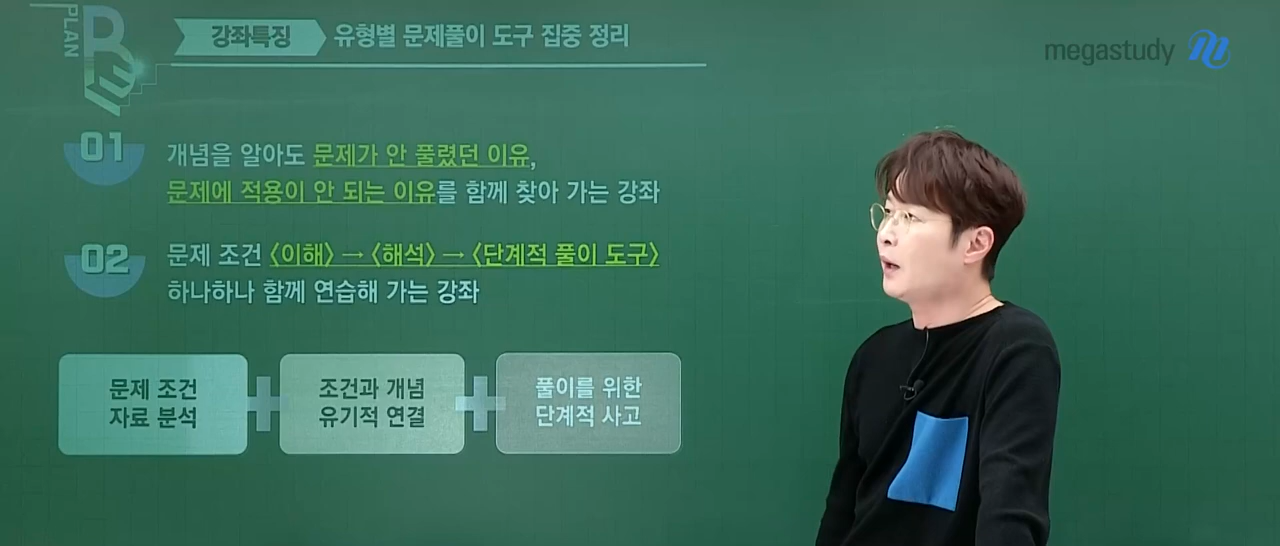 PLAN
강좌특징 유형별 문제풀이 도구 집중 정리
megastudy
01
개념을 알아도 문제가 안 풀렸던 이유,
문제에 적용이 안 되는 이유를 함께 찾아 가는 강좌
02
문제 조건 <이해> → <해석> → <단계적 풀이 도구>
하나하나 함께 연습해 가는 강좌
문제 조건
자료 분석
+
조건과 개념
유기적 연결
+
풀이를 위한
단계적 사고